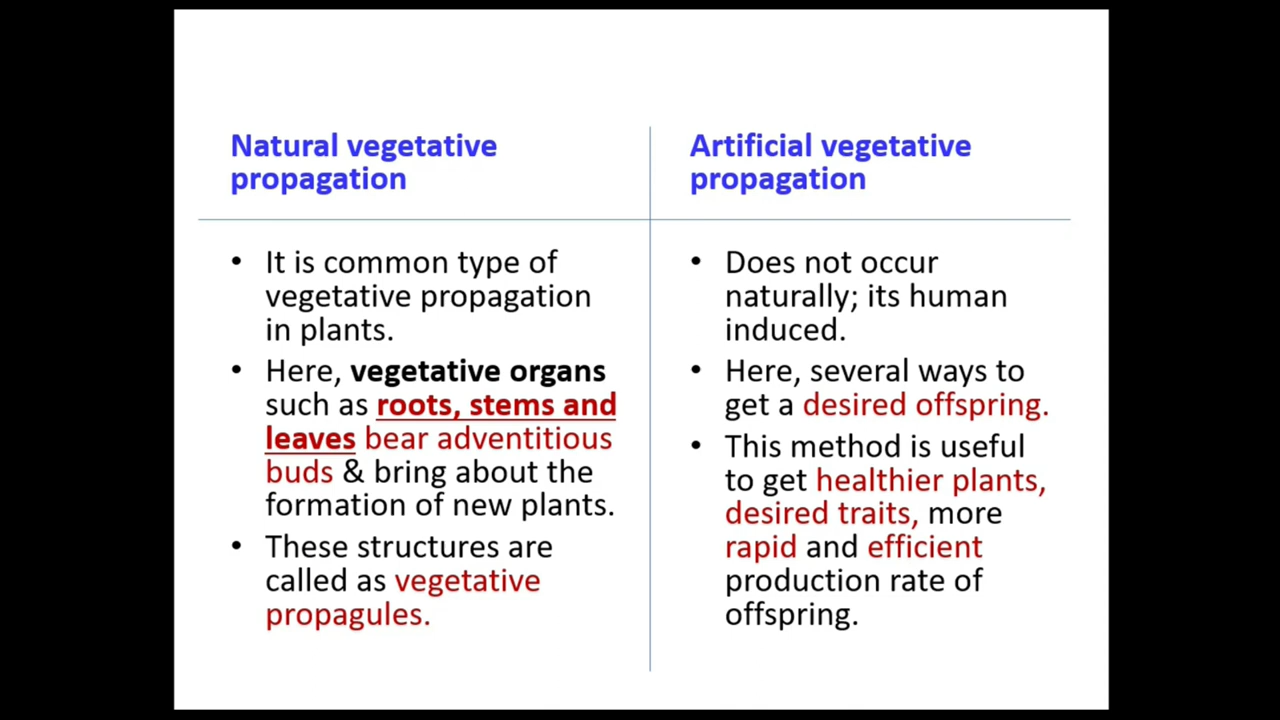 Natural vegetative
propagation
• It is common type of
vegetative propagation
in plants.
• Here, vegetative organs
such as roots, stems and
leaves bear adventitious
buds & bring about the
formation of new plants.
• These structures are
called as vegetative
propagules.
Artificial vegetative
propagation
• Does not occur
naturally; its human
induced.
• Here, several ways to
get a desired offspring.
• This method is useful
to get healthier plants,
desired traits, more
rapid and efficient
production rate of
offspring.